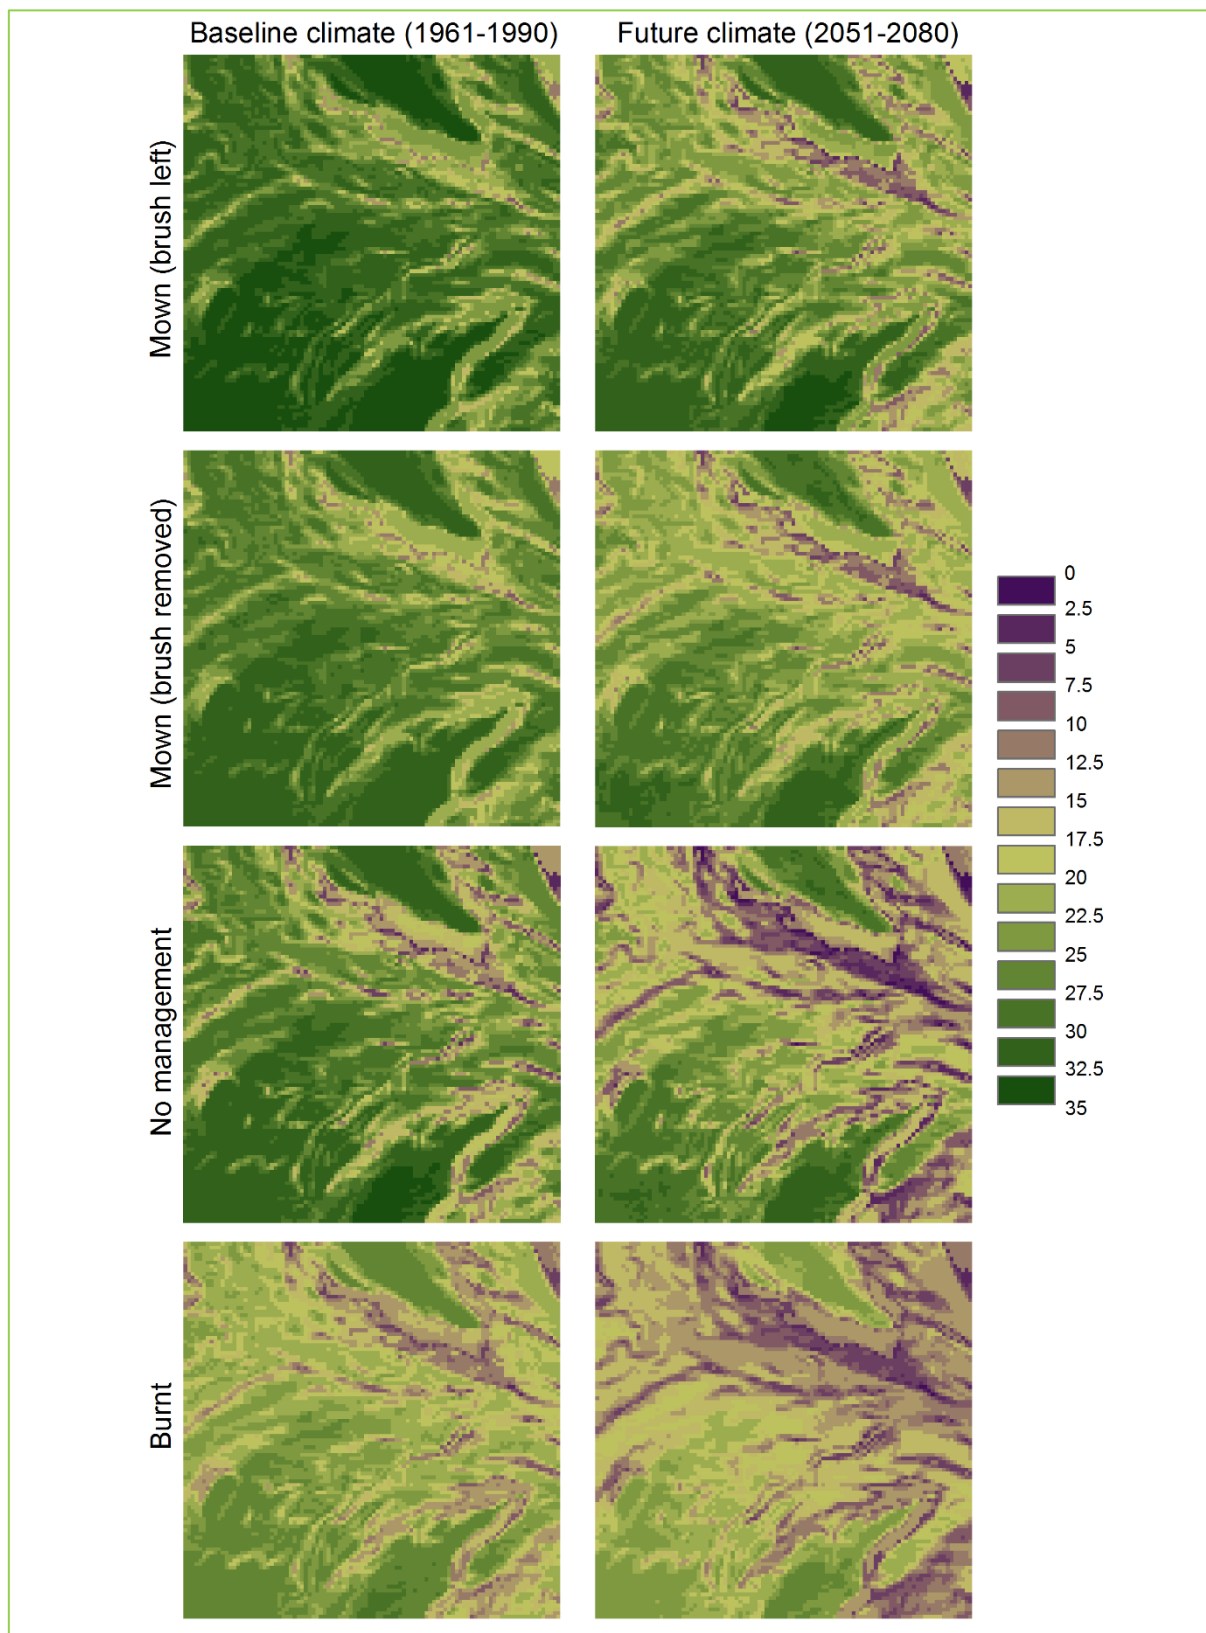 Baseline climate (1961-1990)
Future climate (2051-2080)
Mown (brush left)
Mown (brush removed)
No management
Burnt
0
2.5
5
7.5
10
12.5
15
17.5
20
22.5
25
27.5
30
32.5
35